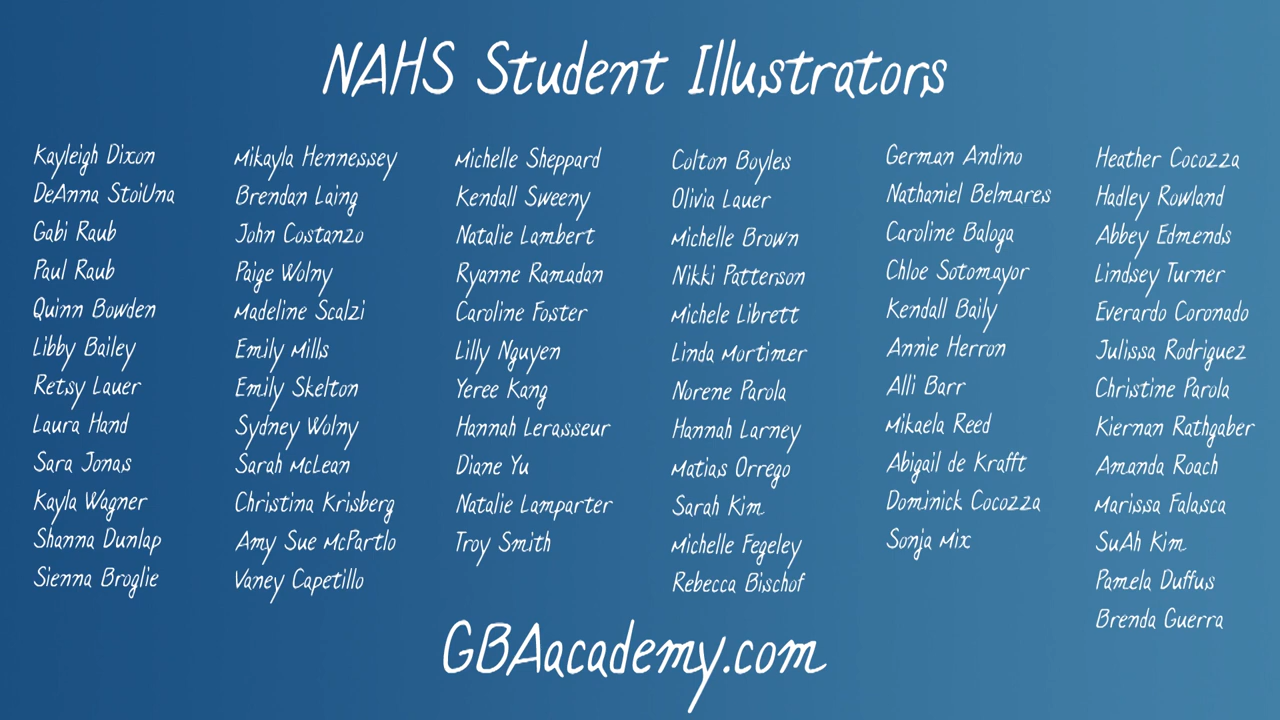 NAHS Student Illustrators
Kayleigh Dixon
DeAnna StoiUna
Gabi Raub
Paul Raub
Quinn Bowden
Libby Bailey
Retsy Lauer
Laura Hand
Sara Jonas
Kayla Wagner
Shanna Dunlap
Sienna Broglie
Mikayla Hennessey
Brendan Laing
John Costanzo
Paige Wolny
Madeline Scalzi
Emily Mills
Emily Skelton
Sydney Wolny
Sarah McLean
Christina Krisberg
Amy Sue McPartlo
Vaney Capetillo
Michelle Sheppard
Kendall Sweeny
Natalie Lambert
Ryanne Ramadan
Caroline Foster
Lilly Nguyen
Yeree Kang
Hannah Lerasseur
Diane Yu
Natalie Lamparter
Troy Smith
Colton Boyles
Olivia Lauer
Michelle Brown
Nikki Patterson
Michele Librett
Linda Mortimer
Norene Parola
Hannah Larney
Matias Orrego
Sarah Kim
Michelle Fegeley
Rebecca Bischof
German Andino
Nathaniel Belmares
Caroline Baloga
Chloe Sotomayor
Kendall Baily
Annie Herron
Alli Barr
Mikaela Reed
Abigail de Krafft
Dominick Cocozza
Sonja Mix
Heather Cocozza
Hadley Rowland
Abbey Edmends
Lindsey Turner
Everardo Coronado
Julissa Rodriguez
Christine Parola
Kiernan Rathgaber
Amanda Roach
Marissa Falasca
SuAh Kim
Pamela Duffus
Brenda Guerra
GBAacademy.com